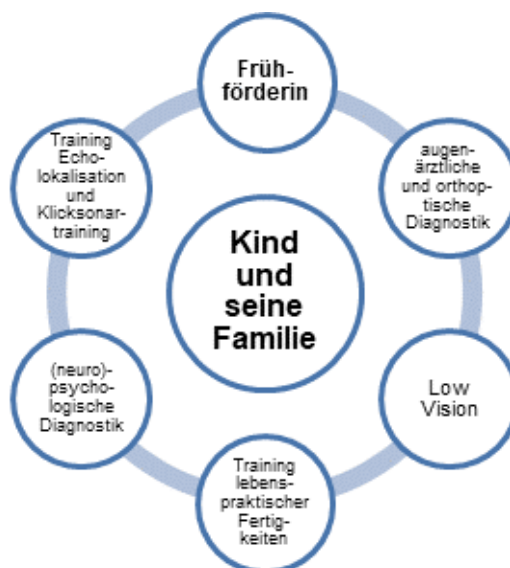 Früh-
förderin
augen-
ärztliche
und orthop-
tische
Diagnostik
Low
Vision
Training
lebens-
praktischer
Fertig-
keiten
(neuro)-
psycho-
logische
Diagnostik
Training
Echo-
lokalisation
und
Klicksonar-
training
Kind
und
seine
Familie